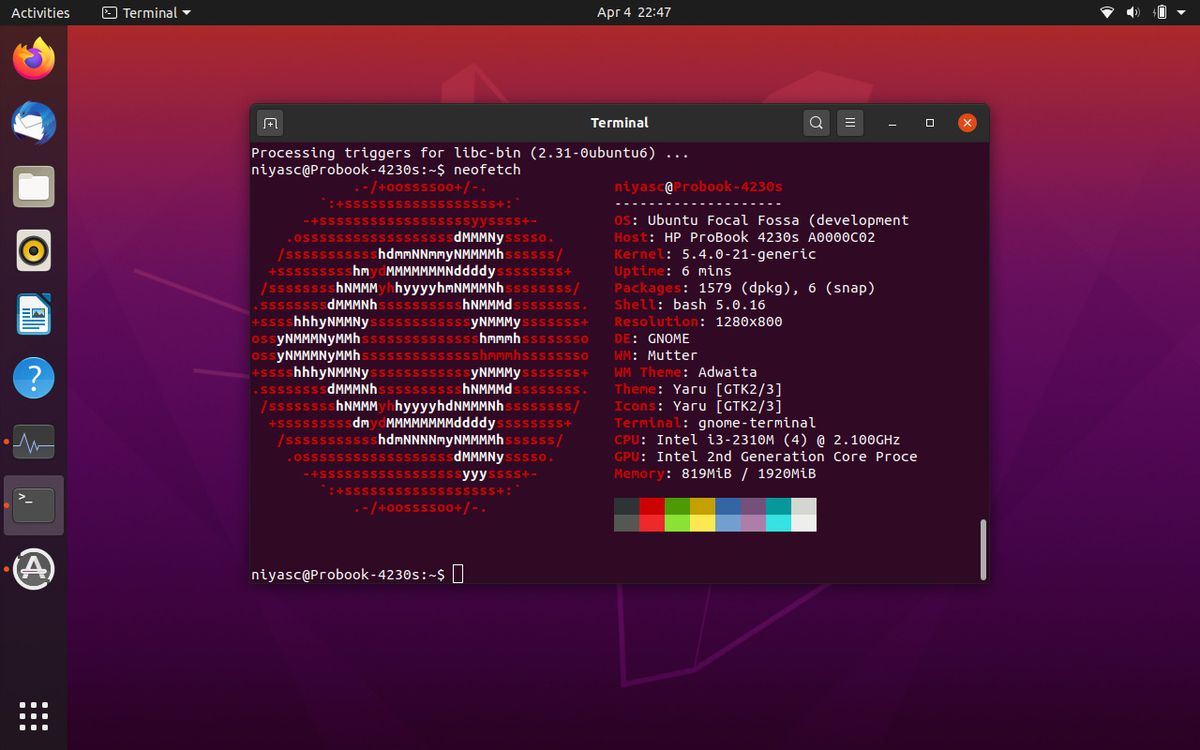 Activities
Terminal
Apr 4 22:47
Terminal
Processing triggers for libc-bin (2.31-0ubuntu6) ...
niyasc@Probook-4230s:~$ neofetch
.-/+oossssoo+/-.               niyasc@Probook-4230s
`:+ssssssssssssssssss+:`           --------------------
-+ssssssssssssssssssyyssss+-         OS: Ubuntu Focal Fossa (development
.ossssssssssssssssssdMMMNysssso.       Host: HP ProBook 4230s A0000C02
/ssssssssssshdmmNNmmyNMMMMhssssss/      Kernel: 5.4.0-21-generic
+sssssssssshmydMMMMMMMNddddyssssssss+     Uptime: 6 mins
/sssssssshNMMMyhhyyyyhmNMMMNhssssssss/    Packages: 1579 (dpkg), 6 (snap)
.ssssssssdMMMNhsssssssssshNMMMdssssssss.   Shell: bash 5.0.16
+sssshhhyNMMNyssssssssssssyNMMMysssssss+   Resolution: 1280x800
ossyNMMMNyMMhsssssssssssssshmmmhssssssso   DE: GNOME
ossyNMMMNyMMhsssssssssssssshmmmhssssssso   WM: Mutter
+sssshhhyNMMNyssssssssssssyNMMMysssssss+   WM Theme: Adwaita
.ssssssssdMMMNhsssssssssshNMMMdssssssss.   Theme: Yaru [GTK2/3]
/sssssssshNMMMyhhyyyyhdNMMMNhssssssss/    Icons: Yaru [GTK2/3]
+sssssssssdmydMMMMMMMMddddyssssssss+     Terminal: gnome-terminal
/ssssssssssshdmNNNNmyNMMMMhssssss/      CPU: Intel i3-2310M (4) @ 2.100GHz
.ossssssssssssssssssdMMMNysssso.       GPU: Intel 2nd Generation Core Proce
-+sssssssssssssssssyyyssss+-         Memory: 819MiB / 1920MiB
`:+ssssssssssssssssss+:`
.-/+oossssoo+/-.
niyasc@Probook-4230s:~$